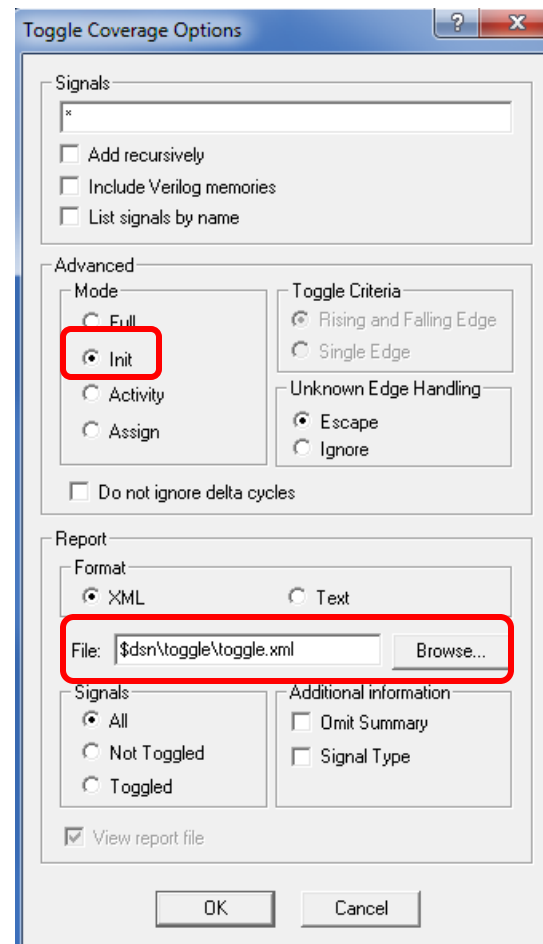 Toggle Coverage Options
?
x
Signals
*
Add recursively
Include Verilog memories
List signals by name
Advanced
Mode
Full
Init
Activity
Assign
Toggle Criteria
Rising and Falling Edge
Single Edge
Unknown Edge Handling
Escape
Ignore
Do not ignore delta cycles
Report
Format
XML
Text
File: $dsn\toggle\toggle.xml Browse...
Signals
All
Not Toggled
Toggled
Additional information
Omit Summary
Signal Type
View report file
OK Cancel